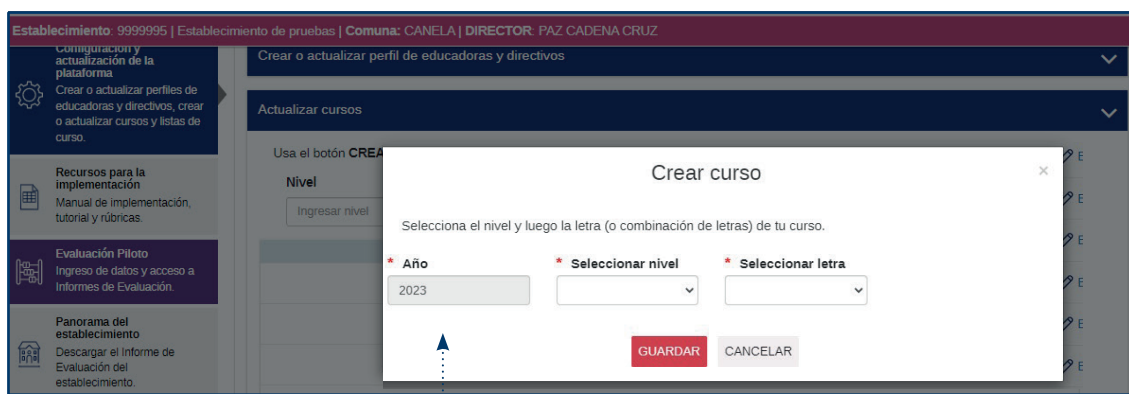 Establecimiento: 9999995 | Establecimiento de pruebas | Comuna: CANELA | DIRECTOR: PAZ CADENA CRUZ
Configuración y
actualización de la
plataforma
Crear o actualizar perfiles de
educadoras y directivos, crear
o actualizar cursos y listas de
curso.
Recursos para la
implementación
Manual de implementación,
tutorial y rúbricas.
Evaluación Piloto
Ingreso de datos y acceso a
Informes de Evaluación.
Panorama del
establecimiento
Descargar el Informe de
Evaluación del
establecimiento.
Crear o actualizar perfil de educadoras y directivos
Actualizar cursos
Usa el botón CREA
Nivel
Ingresar nivel
Crear curso
×
Selecciona el nivel y luego la letra (o combinación de letras) de tu curso.
* Año
* Seleccionar nivel
* Seleccionar letra
2023
GUARDAR
CANCELAR
E
E
E
E
E
E